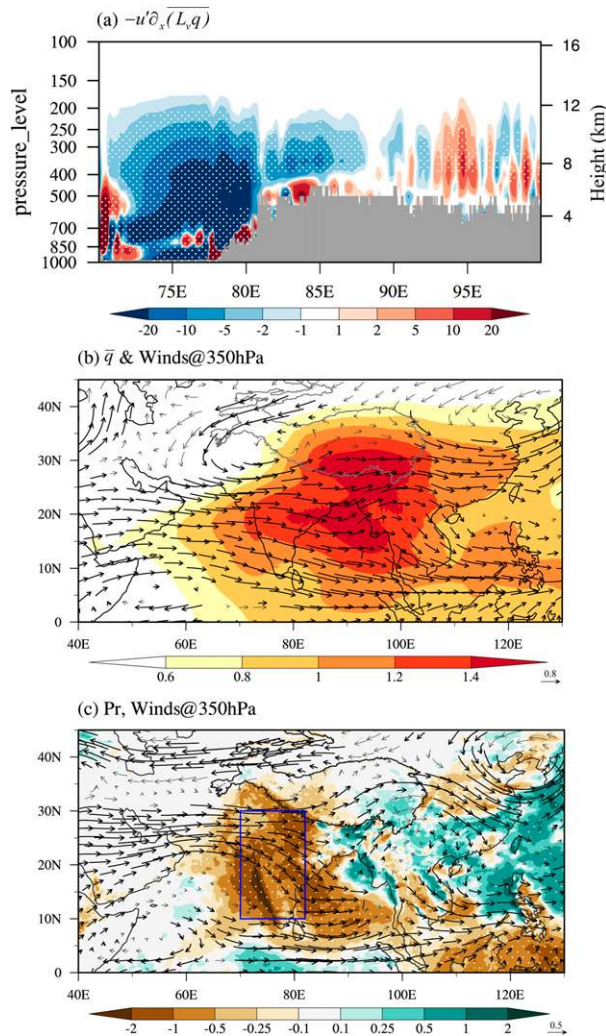 (a) −u′∂ₓ(L̅ᵥq̅)
100
150
200
250
300
400
500
700
850
1000
pressure_level
16
12
8
4
Height (km)
75E 80E 85E 90E 95E
-20 -10 -5 -2 -1 1 2 5 10 20
(b) q̅ & Winds@350hPa
40N
30N
20N
10N
0
40E 60E 80E 100E 120E
0.6 0.8 1 1.2 1.4 0.8
(c) Pr, Winds@350hPa
40N
30N
20N
10N
0
40E 60E 80E 100E 120E
-2 -1 -0.5 -0.25 -0.1 0.1 0.25 0.5 1 2 0.5